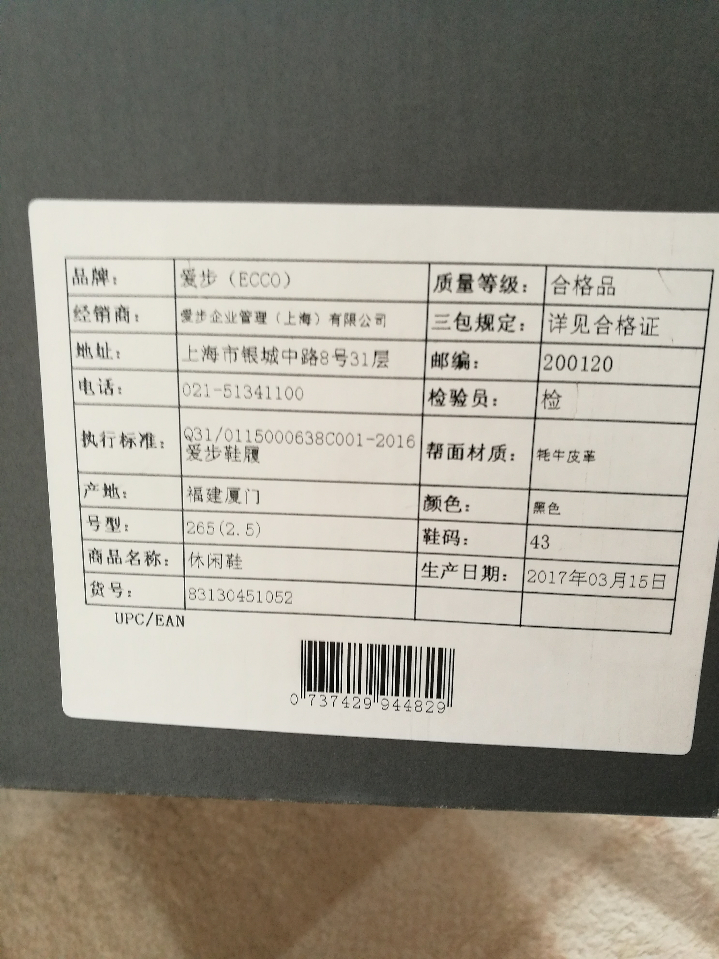 品牌： 爱步（ECCO） 质量等级： 合格品
经销商： 爱步企业管理（上海）有限公司 三包规定： 详见合格证
地址： 上海市银城中路8号31层 邮编： 200120
电话： 021-51341100 检验员： 检
执行标准： Q31/0115000638C001-2016
爱步鞋履 帮面材质： 牦牛皮革
产地： 福建厦门 颜色： 黑色
号型： 265(2.5) 鞋码： 43
商品名称： 休闲鞋 生产日期： 2017年03月15日
货号： 83130451052
UPC/EAN
0 737429 944829